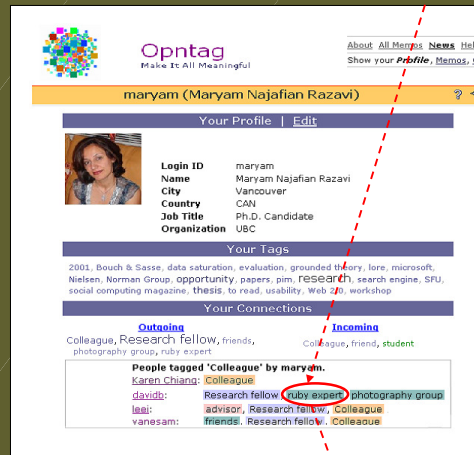 Opntag
Make It All Meaningful
About All Memos News Hel
Show your Profile, Memos,
maryam (Maryam Najafian Razavi) ?
Your Profile | Edit
Login ID maryam
Name Maryam Najafian Razavi
City Vancouver
Country CAN
Job Title Ph.D. Candidate
Organization UBC
Your Tags
2001, Bouch & Sasse, data saturation, evaluation, grounded theory, lore, microsoft,
Nielsen, Norman Group, opportunity, papers, pim, research, search engine, SFU,
social computing magazine, thesis, to read, usability, Web 2.0, workshop
Your Connections
Outgoing Incoming
Colleague, Research fellow, friends, Colleague, friend, student
photography group, ruby expert
People tagged 'Colleague' by maryam.
Karen Chiang: Colleague
davidb: Research fellow, ruby expert, photography group
leei: advisor, Research fellow, Colleague
vanesam: friends, Research fellow, Colleague